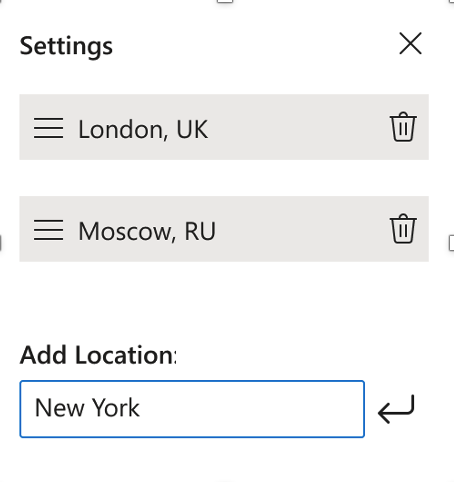 Settings
London, UK
Moscow, RU
Add Location:
New York